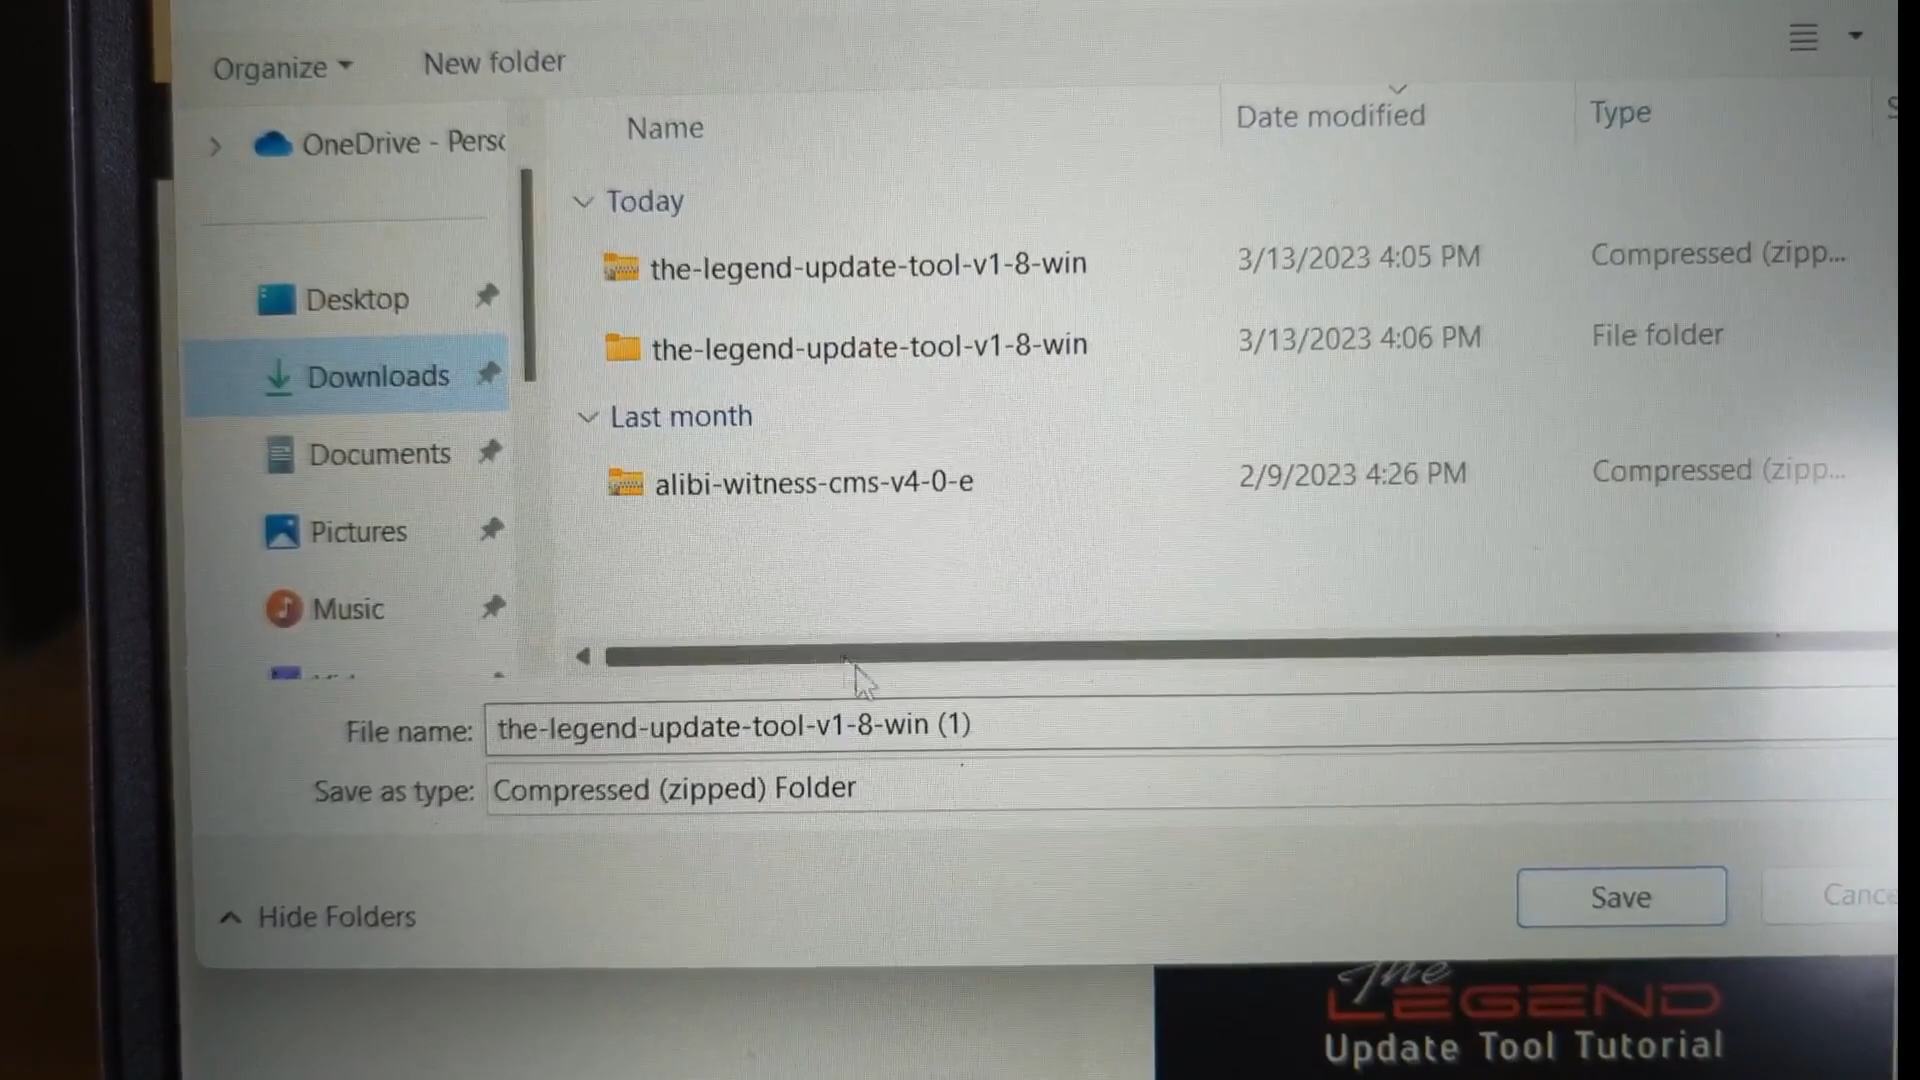 Organize
New folder
OneDrive - Perso
Name
Date modified
Type
Today
the-legend-update-tool-v1-8-win
3/13/2023 4:05 PM
Compressed (zipp...
Desktop
the-legend-update-tool-v1-8-win
3/13/2023 4:06 PM
File folder
Downloads
Last month
Documents
alibi-witness-cms-v4-0-e
2/9/2023 4:26 PM
Compressed (zipp...
Pictures
Music
File name: the-legend-update-tool-v1-8-win (1)
Save as type: Compressed (zipped) Folder
Save
Cance
Hide Folders
The
LEGEND
Update Tool Tutorial